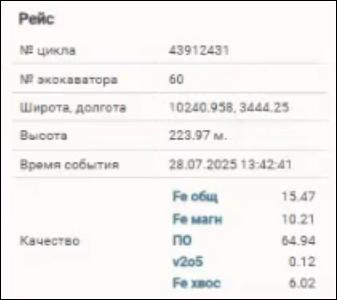 Рейс
№ цикла 43912431
№ экокаватора 60
Широта, долгота 10240.958, 3444.25
Высота 223.97 м.
Время события 28.07.2025 13:42:41
Fe общ 15.47
Fe магн 10.21
Качество ПО 64.94
v2o5 0.12
Fe хвос 6.02